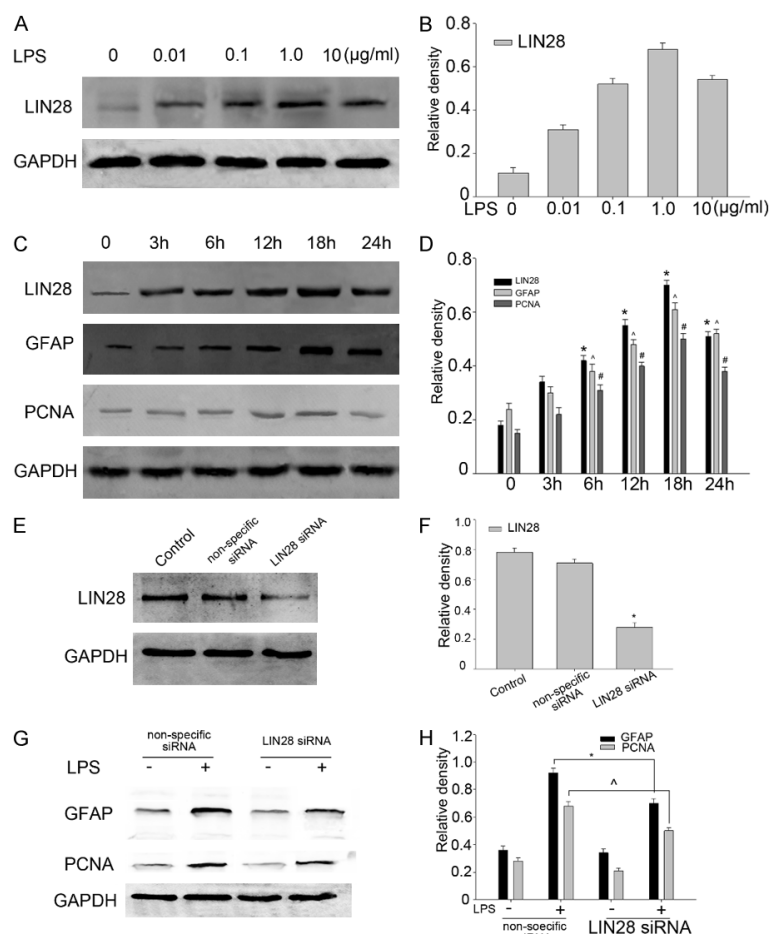 A
LPS 0 0.01 0.1 1.0 10 (μg/ml)
LIN28
GAPDH
B
LIN28
Relative density
0.8
0.6
0.4
0.2
0
LPS 0 0.01 0.1 1.0 10 (μg/ml)
C
0 3h 6h 12h 18h 24h
LIN28
GFAP
PCNA
GAPDH
D
LIN28
GFAP
PCNA
Relative density
0.8
0.6
0.4
0.2
0
* ^ # * ^ # * ^ # * ^ #
0 3h 6h 12h 18h 24h
E
Control
non-specific
siRNA
LIN28 siRNA
LIN28
GAPDH
F
LIN28
Relative density
1.0
0.8
0.6
0.4
0.2
0
*
Control
non-specific
siRNA
LIN28 siRNA
G
non-specific
siRNA
LIN28 siRNA
LPS - + - +
GFAP
PCNA
GAPDH
H
GFAP
PCNA
Relative density
1.2
1.0
0.8
0.6
0.4
0.2
0
*
^
LPS - + - +
non-soecific
LIN28 siRNA